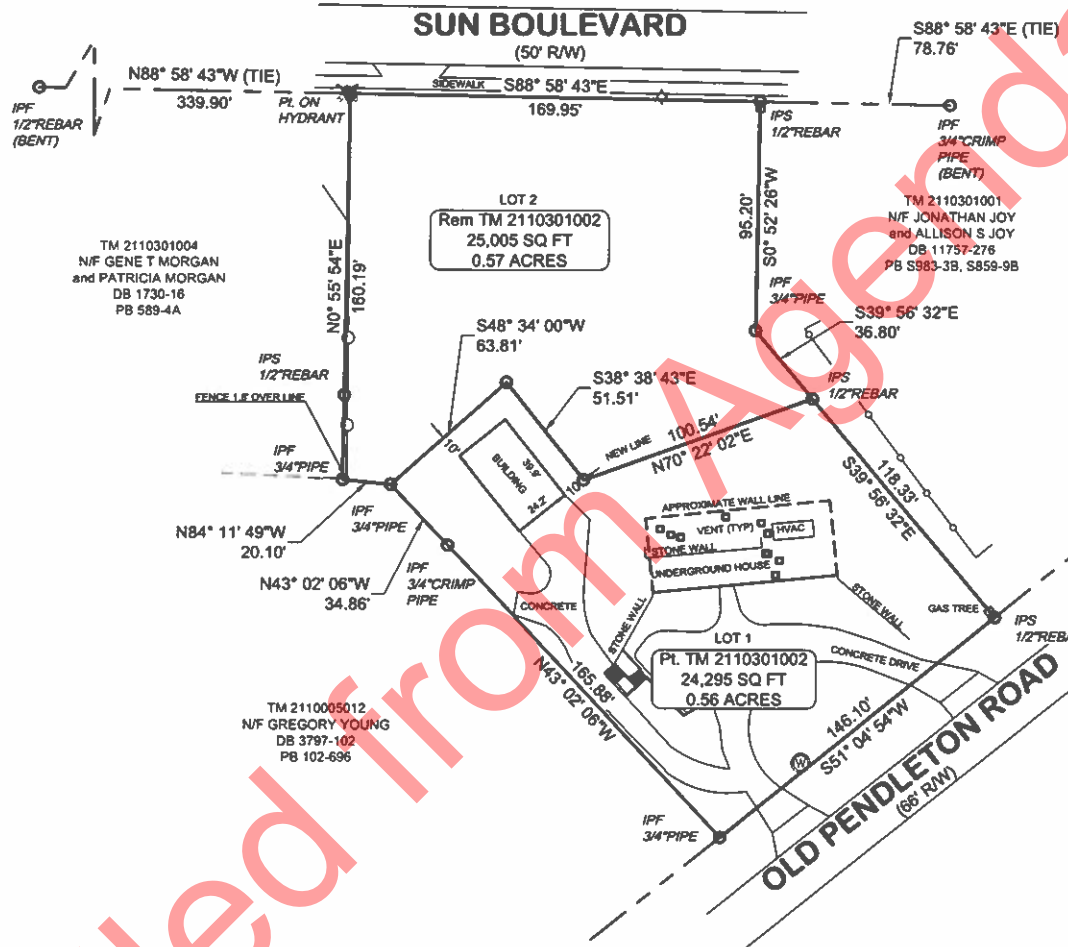 SUN BOULEVARD
(50' R/W)
S88° 58' 43"E (TIE)
78.76'
N88° 58' 43"W (TIE)
339.90'
SIDEWALK
S88° 58' 43"E
169.95'
IPF
1/2"REBAR
(BENT)
Pt. ON
HYDRANT
IPS
1/2"REBAR
IPF
3/4"CRIMP
PIPE
(BENT)
LOT 2
Rem TM 2110301002
25,005 SQ FT
0.57 ACRES
95.20'
S0° 52' 26"W
TM 2110301001
N/F JONATHAN JOY
and ALLISON S JOY
DB 11757-276
PB S983-3B, S859-9B
TM 2110301004
N/F GENE T MORGAN
and PATRICIA MORGAN
DB 1730-16
PB 589-4A
N0° 55' 54"E
160.19'
IPF
3/4"PIPE
S39° 56' 32"E
36.80'
S48° 34' 00"W
63.81'
IPS
1/2"REBAR
S38° 38' 43"E
51.51'
IPS
1/2"REBAR
FENCE 1.8' OVER LINE
NEW LINE
100.54'
N70° 22' 02"E
10'
BUILDING
39.9'
24.2'
10'
118.33'
S39° 56' 32"E
IPF
3/4"PIPE
N84° 11' 49"W
20.10'
IPF
3/4"PIPE
APPROXIMATE WALL LINE
VENT (TYP)
HVAC
STONE WALL
UNDERGROUND HOUSE
N43° 02' 06"W
34.86'
IPF
3/4"CRIMP
PIPE
CONCRETE
STONE WALL
STONE WALL
GAS TREE
IPS
1/2"REBA
LOT 1
Pt. TM 2110301002
24,295 SQ FT
0.56 ACRES
CONCRETE DRIVE
165.88'
N43° 02' 06"W
TM 2110005012
N/F GREGORY YOUNG
DB 3797-102
PB 102-696
146.10'
S51° 04' 54"W
W
IPF
3/4"PIPE
OLD PENDLETON ROAD
(66' R/W)
led from Agenda